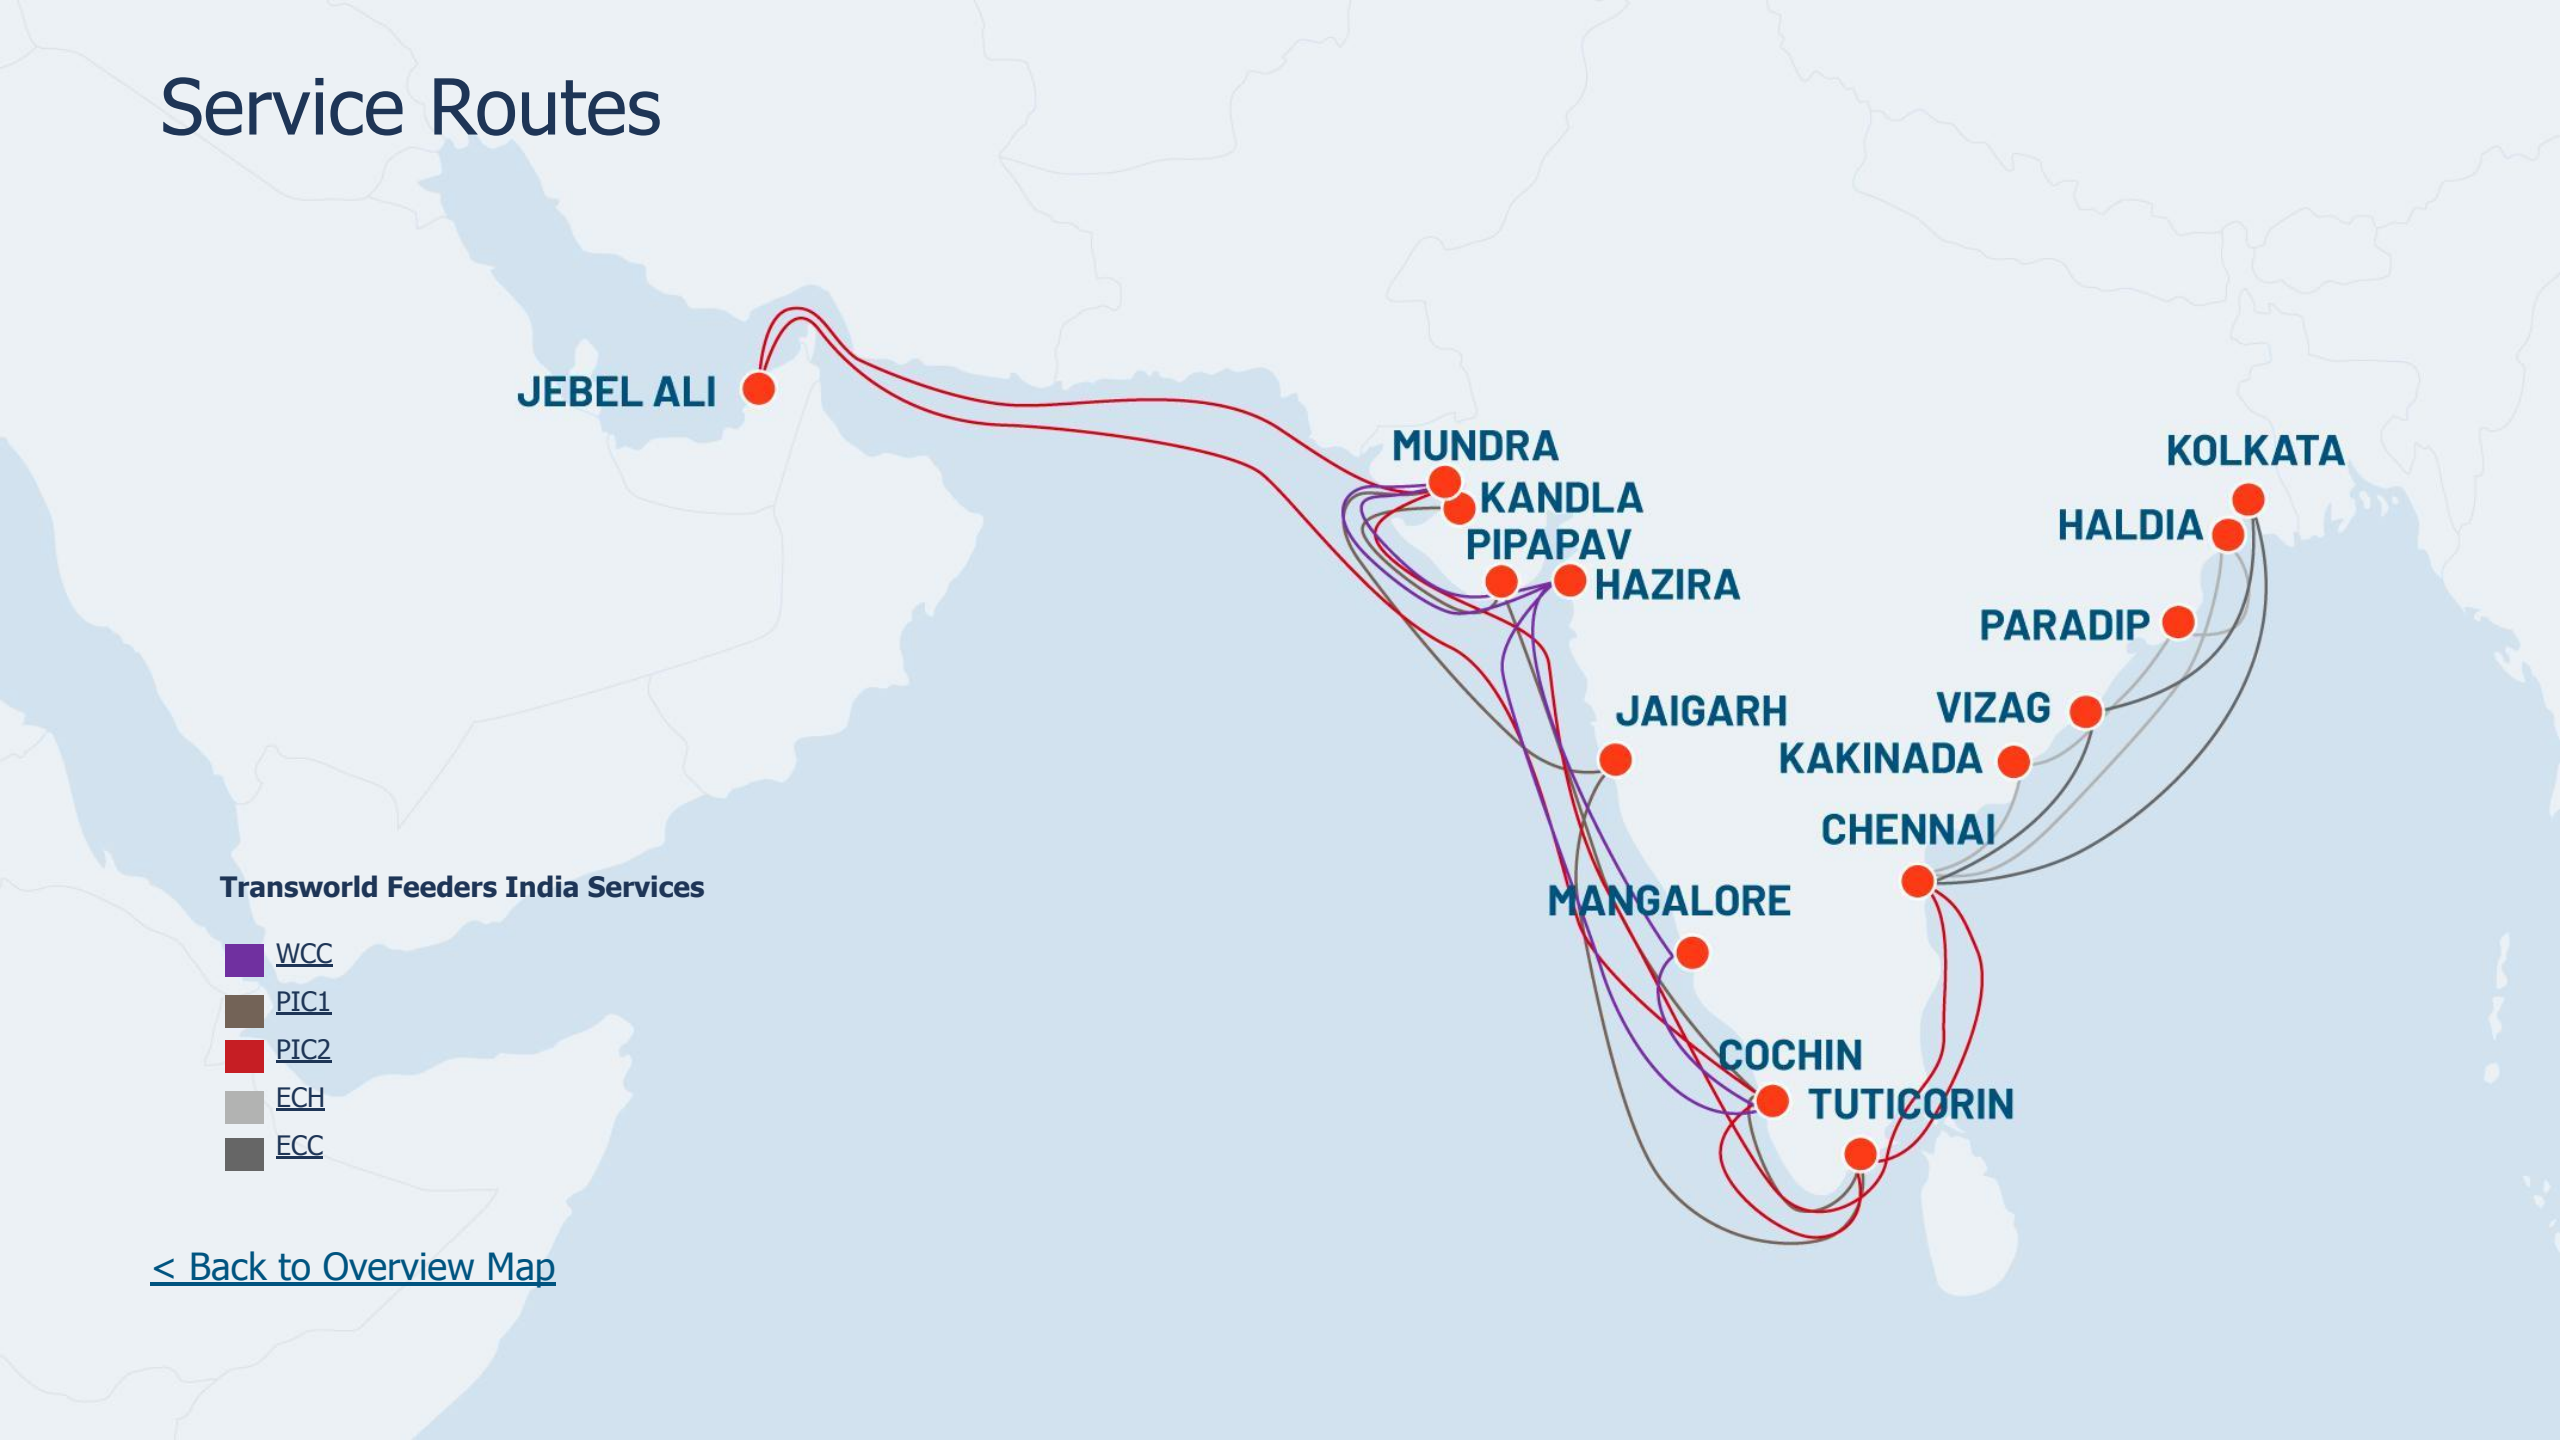 Service Routes
JEBEL ALI
MUNDRA
KANDLA
PIPAPAV
HAZIRA
KOLKATA
HALDIA
PARADIP
JAIGARH
VIZAG
KAKINADA
CHENNAI
MANGALORE
COCHIN
TUTICORIN
Transworld Feeders India Services
WCC
PIC1
PIC2
ECH
ECC
< Back to Overview Map